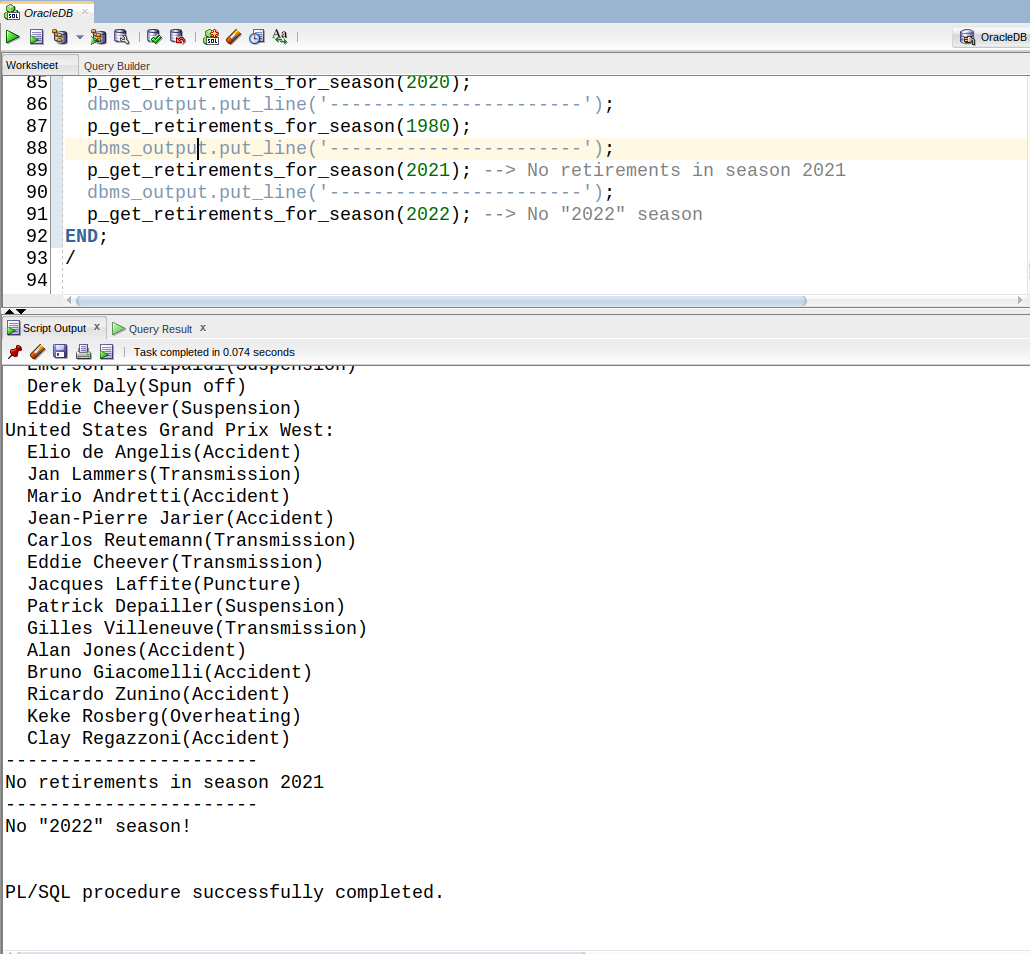 OracleDB
OracleDB
Worksheet Query Builder
85 p_get_retirements_for_season(2020);
86 dbms_output.put_line('-----------------------');
87 p_get_retirements_for_season(1980);
88 dbms_output.put_line('-----------------------');
89 p_get_retirements_for_season(2021); --> No retirements in season 2021
90 dbms_output.put_line('-----------------------');
91 p_get_retirements_for_season(2022); --> No "2022" season
92 END;
93 /
94
Script Output x Query Result x
Task completed in 0.074 seconds
Emerson Fittipaldi(Suspension)
Derek Daly(Spun off)
Eddie Cheever(Suspension)
United States Grand Prix West:
Elio de Angelis(Accident)
Jan Lammers(Transmission)
Mario Andretti(Accident)
Jean-Pierre Jarier(Accident)
Carlos Reutemann(Transmission)
Eddie Cheever(Transmission)
Jacques Laffite(Puncture)
Patrick Depailler(Suspension)
Gilles Villeneuve(Transmission)
Alan Jones(Accident)
Bruno Giacomelli(Accident)
Ricardo Zunino(Accident)
Keke Rosberg(Overheating)
Clay Regazzoni(Accident)
-----------------------
No retirements in season 2021
-----------------------
No "2022" season!
PL/SQL procedure successfully completed.